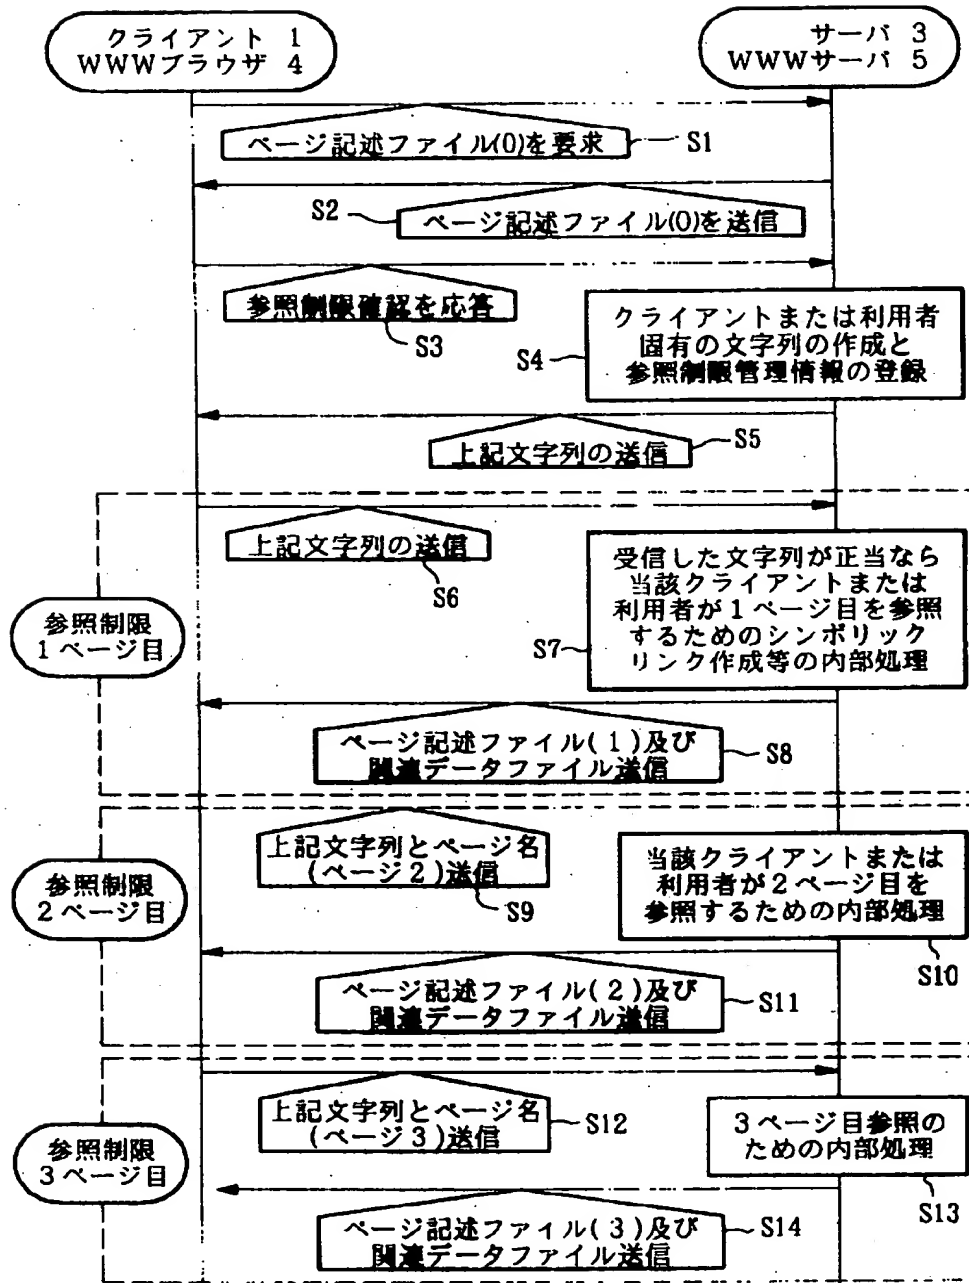 クライアント 1
WWWブラウザ 4
サーバ 3
WWWサーバ 5
ページ記述ファイル(0)を要求
S1
S2
ページ記述ファイル(0)を送信
参照制限確認を応答
S3
S4
クライアントまたは利用者
固有の文字列の作成と
参照制限管理情報の登録
上記文字列の送信
S5
参照制限
1ページ目
上記文字列の送信
S6
S7
受信した文字列が正当なら
当該クライアントまたは
利用者が1ページ目を参照
するためのシンボリック
リンク作成等の内部処理
ページ記述ファイル(1)及び
関連データファイル送信
S8
参照制限
2ページ目
上記文字列とページ名
(ページ2)送信
S9
当該クライアントまたは
利用者が2ページ目を
参照するための内部処理
S10
ページ記述ファイル(2)及び
関連データファイル送信
S11
参照制限
3ページ目
上記文字列とページ名
(ページ3)送信
S12
3ページ目参照の
ための内部処理
S13
ページ記述ファイル(3)及び
関連データファイル送信
S14